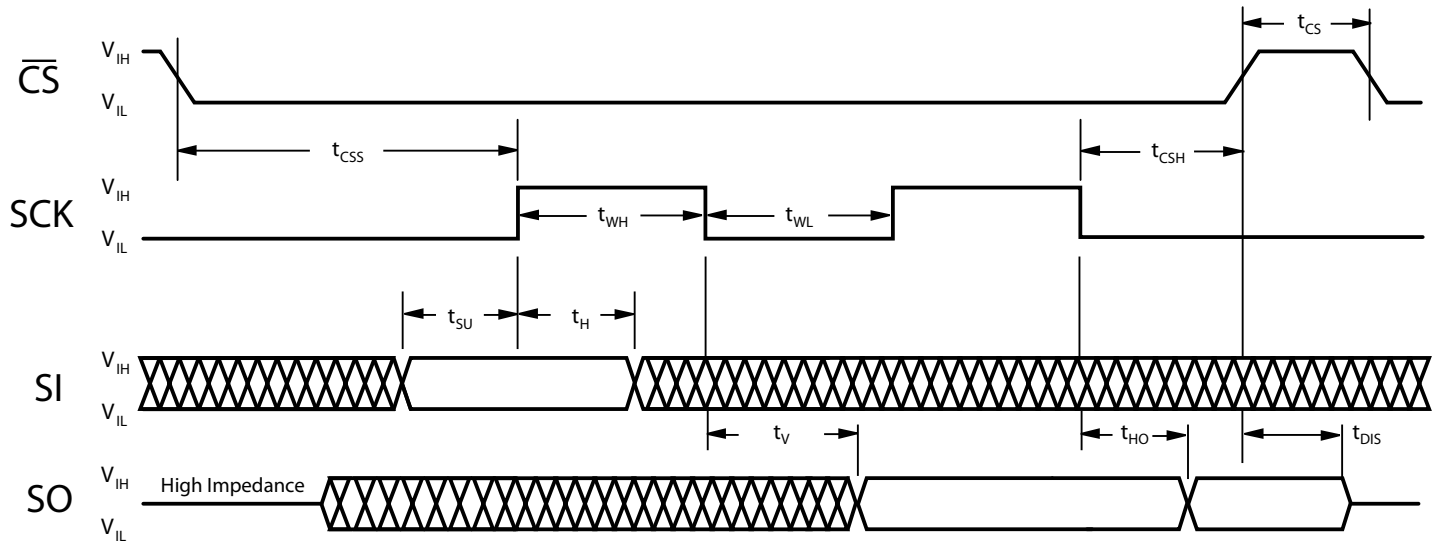 t_CS
V_IH
CS
V_IL
t_CSS
t_CSH
V_IH
SCK
t_WH
t_WL
V_IL
t_SU
t_H
V_IH
SI
V_IL
t_V
t_HO
t_DIS
V_IH
High Impedance
SO
V_IL